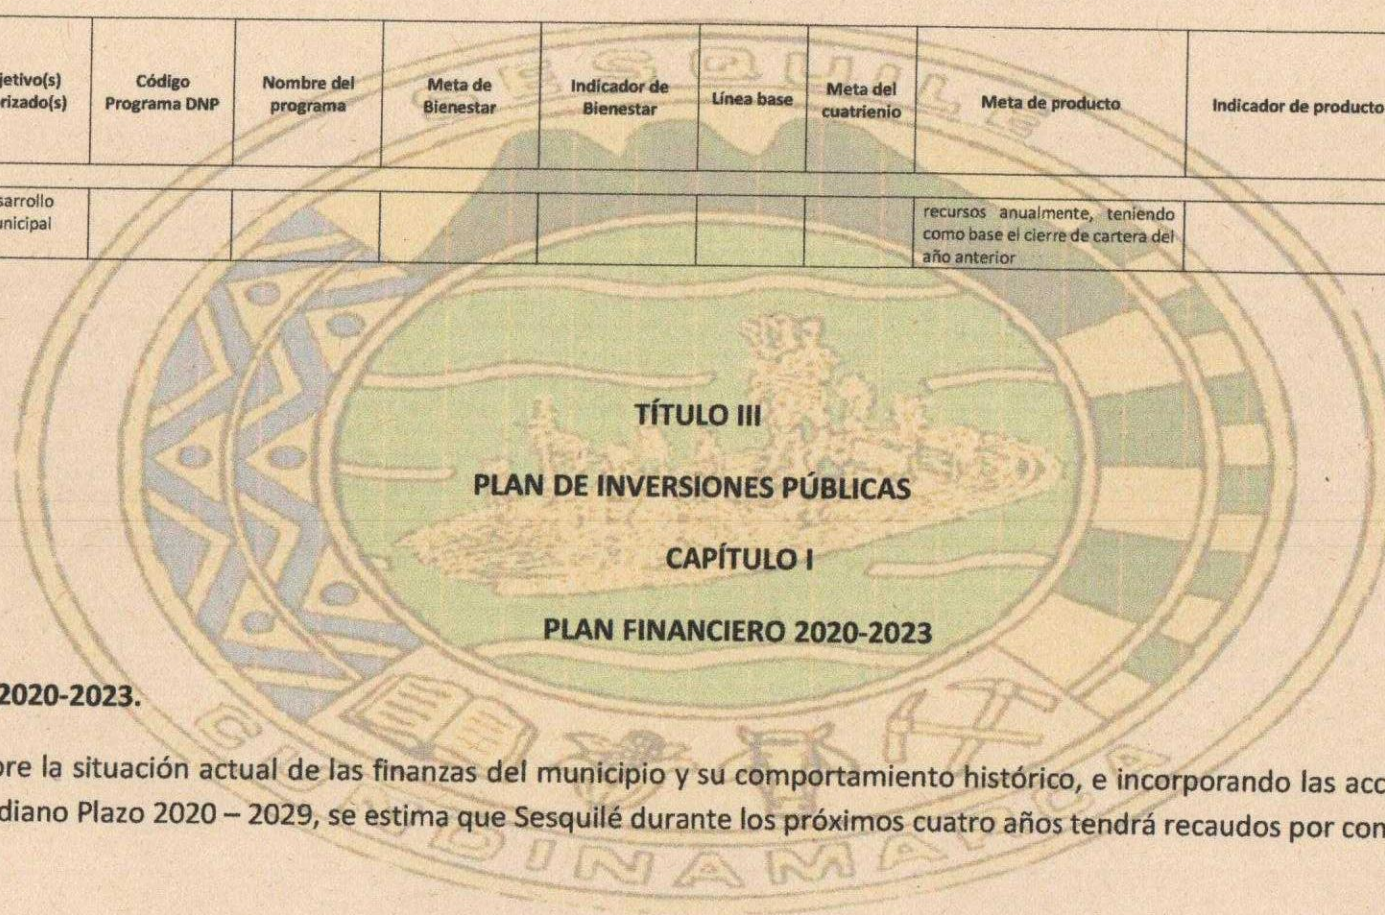 jetivo(s)
rizado(s)
Código
Programa DNP
Nombre del
programa
Meta de
Bienestar
Indicador de
Bienestar
Línea base
Meta del
cuatrienio
Meta de producto
Indicador de producto
sarrollo
unicipal
recursos anualmente, teniendo
como base el cierre de cartera del
año anterior
SESQUILE
TÍTULO III
PLAN DE INVERSIONES PÚBLICAS
CAPÍTULO I
PLAN FINANCIERO 2020-2023
2020-2023.
bre la situación actual de las finanzas del municipio y su comportamiento histórico, e incorporando las acc
diano Plazo 2020 – 2029, se estima que Sesquilé durante los próximos cuatro años tendrá recaudos por con
CUNDINAMARCA